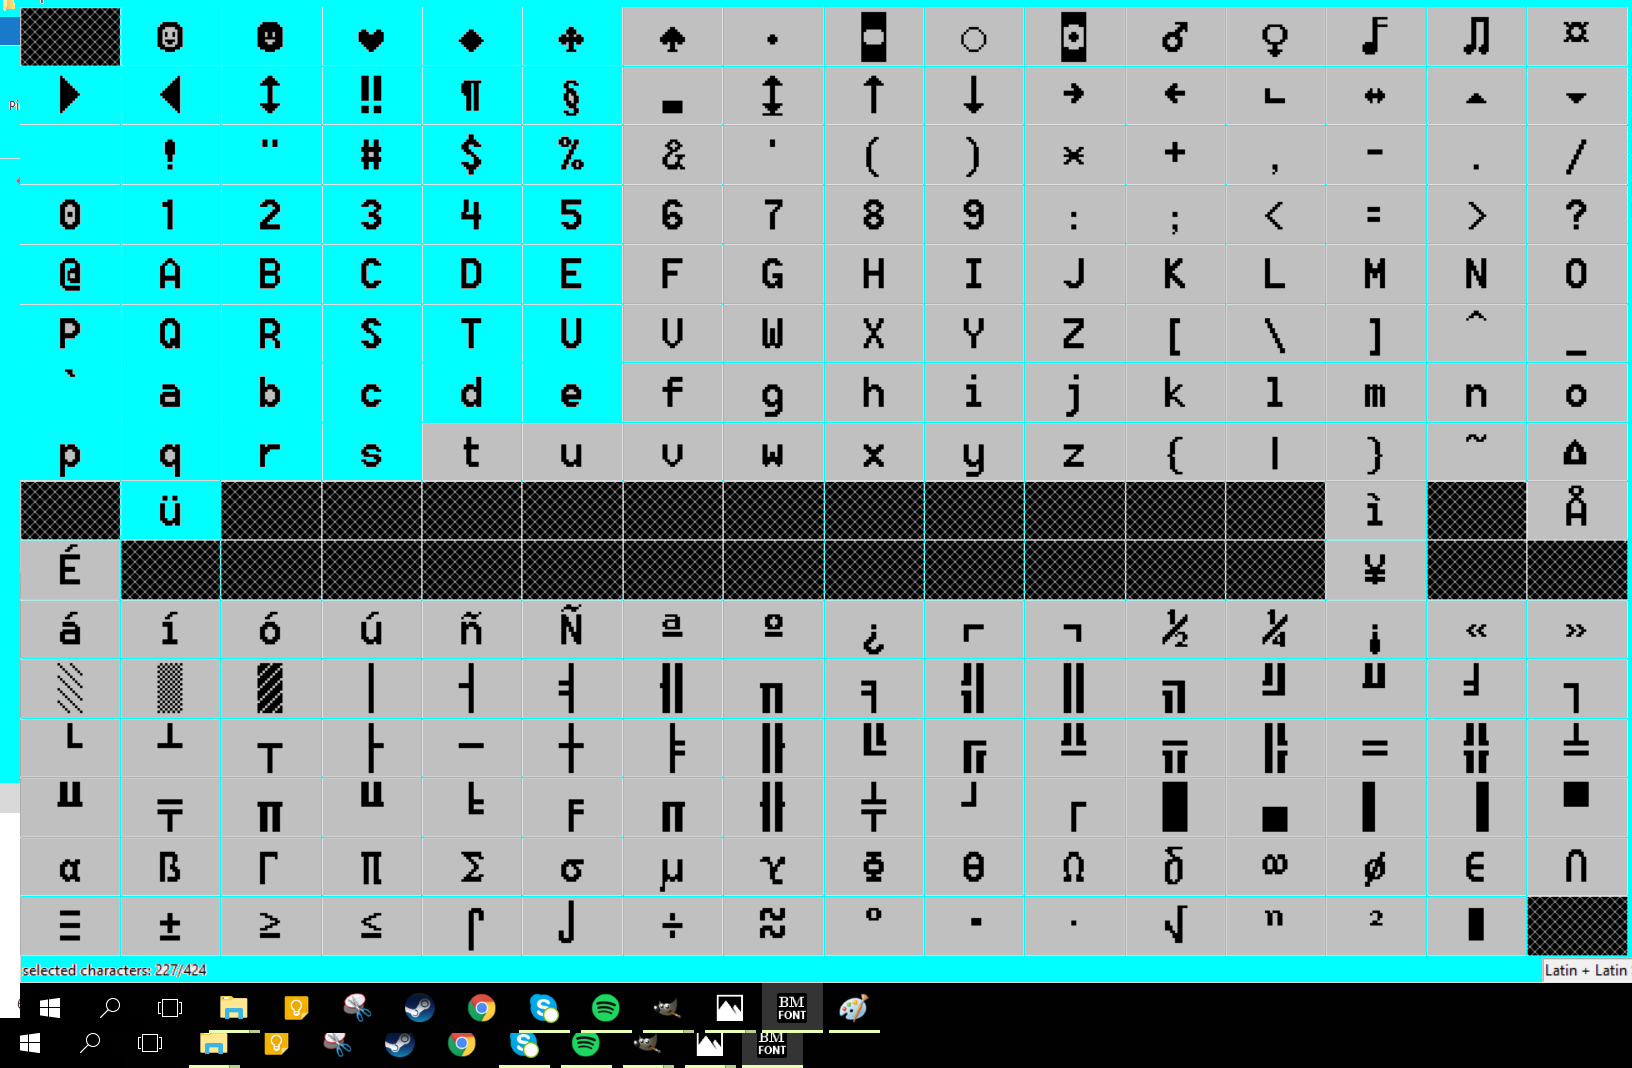 ☺ ☻ ♥ ♦ ♣ ♠ • ◘ ○ ◙ ♂ ♀ ♪ ♫ ¤
► ◄ ↕ ‼ ¶ § ▬ ↨ ↑ ↓ → ← ∟ ↔ ▲ ▼
Pi
! " # $ % & ' ( ) * + , - . /
0 1 2 3 4 5 6 7 8 9 : ; < = > ?
@ A B C D E F G H I J K L M N O
P Q R S T U V W X Y Z [ \ ] ^ _
` a b c d e f g h i j k l m n o
p q r s t u v w x y z { | } ~ ⌂
ü ì Å
É ¥
á í ó ú ñ Ñ ª º ¿ ⌐ ¬ ½ ¼ ¡ « »
░ ▒ ▓ │ ┤ ╡ ╢ ╖ ╕ ╣ ║ ╗ ╝ ╜ ╛ ┐
└ ┴ ┬ ├ ─ ┼ ╞ ╟ ╚ ╔ ╩ ╦ ╠ ═ ╬ ╧
╨ ╤ ╥ ╙ ╘ ╒ ╓ ╫ ╪ ┘ ┌ █ ▄ ▌ ▐ ▀
α ß Γ π Σ σ µ τ Φ Θ Ω δ ∞ φ ε ∩
≡ ± ≥ ≤ ⌠ ⌡ ÷ ≈ ° ∙ · √ ⁿ ² ■
selected characters: 227/424
Latin + Latin
BM
FONT
BM
FONT